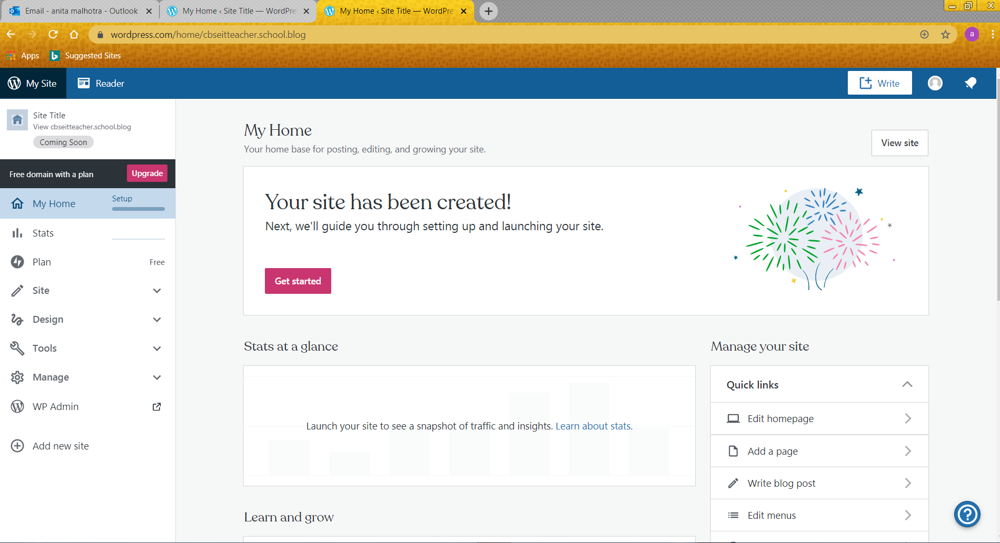 Email - anita malhotra - Outlook
My Home ‹ Site Title — WordPre
My Home ‹ Site Title — WordPre
wordpress.com/home/cbseitteacher.school.blog
a
Apps
Suggested Sites
My Site
Reader
Write
Site Title
View cbseitteacher.school.blog
Coming Soon
Free domain with a plan
Upgrade
My Home
Setup
Stats
Plan
Free
Site
Design
Tools
Manage
WP Admin
Add new site
My Home
Your home base for posting, editing, and growing your site.
View site
Your site has been created!
Next, we'll guide you through setting up and launching your site.
Get started
Stats at a glance
Launch your site to see a snapshot of traffic and insights. Learn about stats.
Learn and grow
Manage your site
Quick links
Edit homepage
Add a page
Write blog post
Edit menus